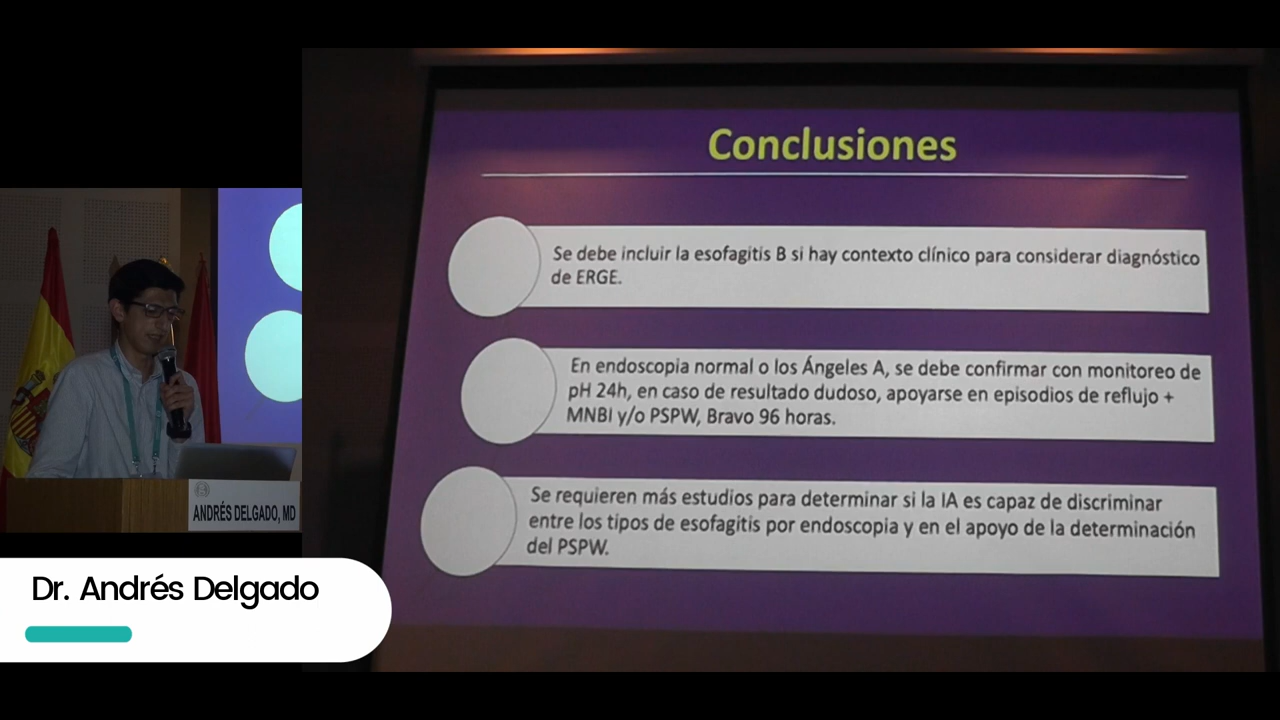 Conclusiones
Se debe incluir la esofagitis B si hay contexto clínico para considerar diagnóstico
de ERGE.
En endoscopia normal o los Ángeles A, se debe confirmar con monitoreo de
pH 24h, en caso de resultado dudoso, apoyarse en episodios de reflujo +
MNBI y/o PSPW, Bravo 96 horas.
Se requieren más estudios para determinar si la IA es capaz de discriminar
entre los tipos de esofagitis por endoscopia y en el apoyo de la determinación
del PSPW.
ANDRÉS DELGADO, MD
Dr. Andrés Delgado